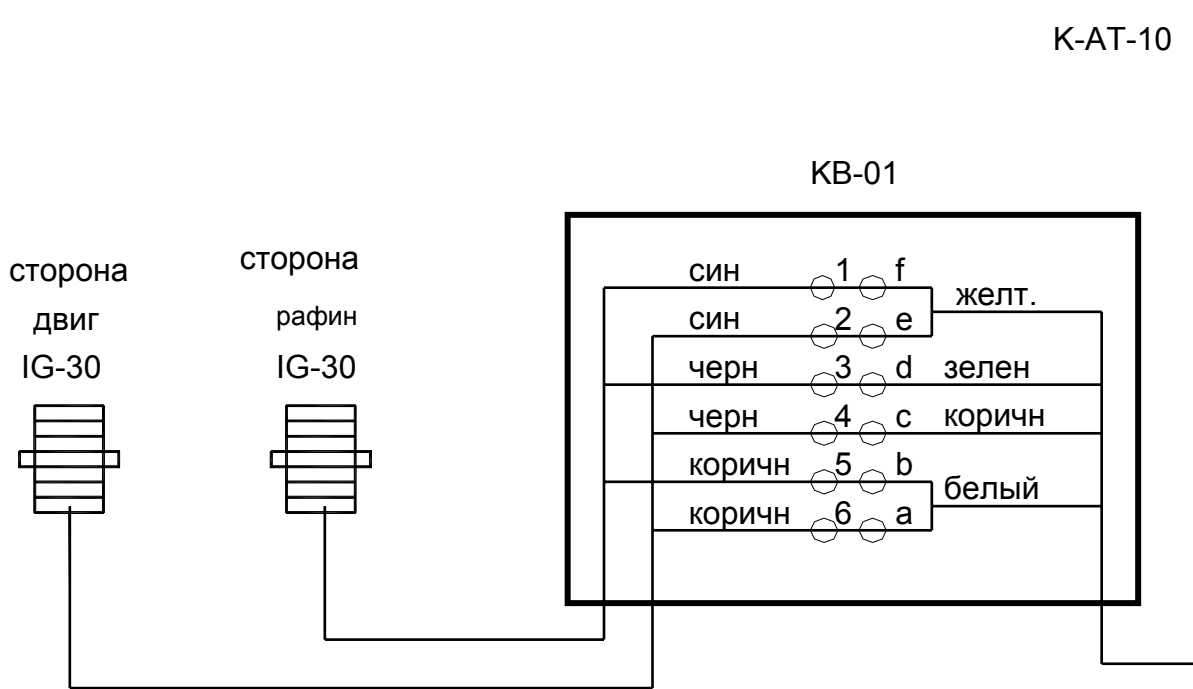 K-AT-10
KB-01
сторона
двиг
IG-30
сторона
рафин
IG-30
син 1 f
желт.
син 2 e
черн 3 d зелен
черн 4 c коричн
коричн 5 b
белый
коричн 6 a